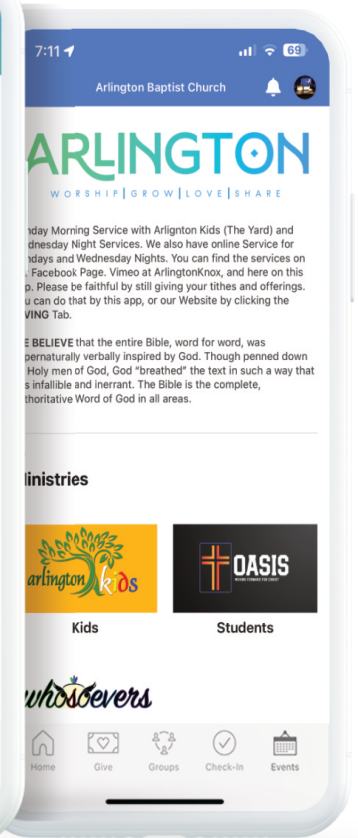 7:11
69
Arlington Baptist Church
ARLINGTON
WORSHIP|GROW|LOVE|SHARE
nday Morning Service with Arlignton Kids (The Yard) and
dnesday Night Services. We also have online Service for
ndays and Wednesday Nights. You can find the services on
Facebook Page. Vimeo at ArlingtonKnox, and here on this
p. Please be faithful by still giving your tithes and offerings.
u can do that by this app, or our Website by clicking the
VING Tab.
E BELIEVE that the entire Bible, word for word, was
pernaturally verbally inspired by God. Though penned down
Holy men of God, God “breathed” the text in such a way that
s infallible and inerrant. The Bible is the complete,
thoritative Word of God in all areas.
linistries
arlington kids
OASIS
MOVING FORWARD FOR CHRIST
Kids
Students
whosoevers
Home
Give
Groups
Check-In
Events